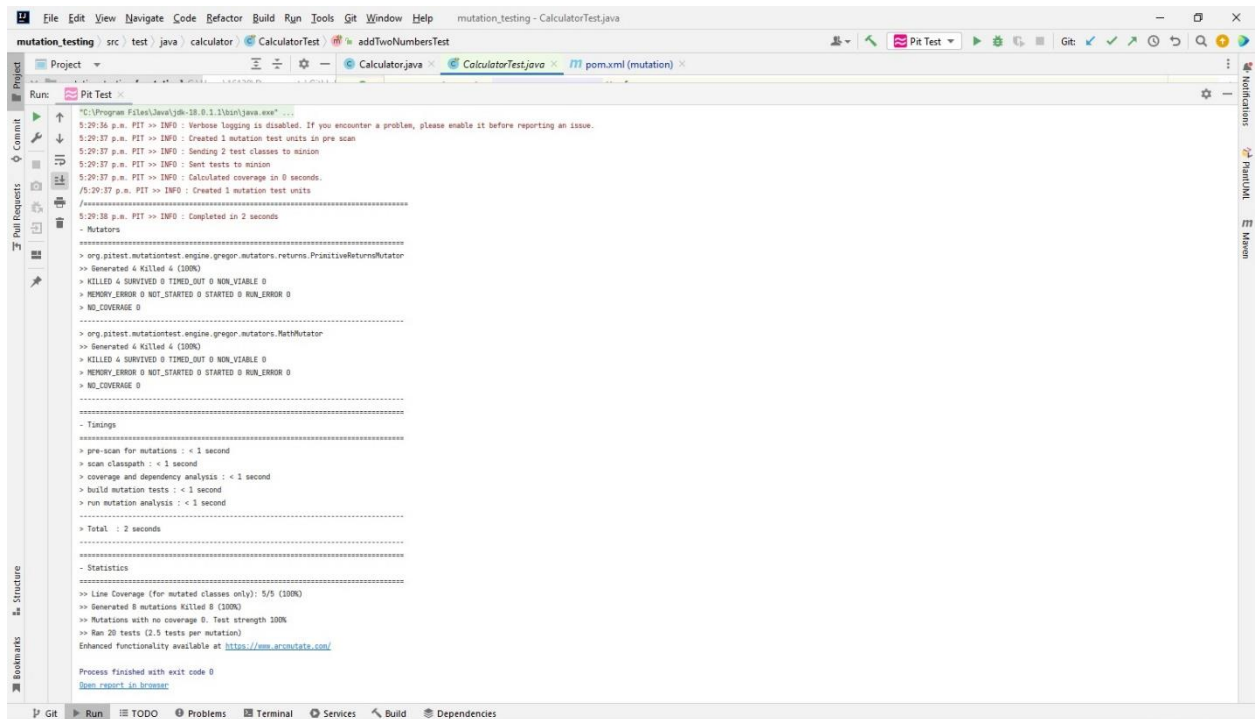 File Edit View Navigate Code Refactor Build Run Tools Git Window Help mutation_testing - CalculatorTest.java
mutation_testing src test java calculator CalculatorTest addTwoNumbersTest Pit Test Git:
Project Calculator.java CalculatorTest.java pom.xml (mutation)
Run: Pit Test
"C:\Program Files\Java\jdk-18.0.1.1\bin\java.exe" ...
5:29:36 p.m. PIT >> INFO : Verbose logging is disabled. If you encounter a problem, please enable it before reporting an issue.
5:29:37 p.m. PIT >> INFO : Created 1 mutation test units in pre scan
5:29:37 p.m. PIT >> INFO : Sending 2 test classes to minion
5:29:37 p.m. PIT >> INFO : Sent tests to minion
5:29:37 p.m. PIT >> INFO : Calculated coverage in 0 seconds.
/5:29:37 p.m. PIT >> INFO : Created 1 mutation test units
/================================================================================
5:29:38 p.m. PIT >> INFO : Completed in 2 seconds
- Mutators
================================================================================
> org.pitest.mutationtest.engine.gregor.mutators.returns.PrimitiveReturnsMutator
>> Generated 4 Killed 4 (100%)
> KILLED 4 SURVIVED 0 TIMED_OUT 0 NON_VIABLE 0
> MEMORY_ERROR 0 NOT_STARTED 0 STARTED 0 RUN_ERROR 0
> NO_COVERAGE 0
--------------------------------------------------------------------------------
> org.pitest.mutationtest.engine.gregor.mutators.MathMutator
>> Generated 4 Killed 4 (100%)
> KILLED 4 SURVIVED 0 TIMED_OUT 0 NON_VIABLE 0
> MEMORY_ERROR 0 NOT_STARTED 0 STARTED 0 RUN_ERROR 0
> NO_COVERAGE 0
--------------------------------------------------------------------------------
================================================================================
- Timings
================================================================================
> pre-scan for mutations : < 1 second
> scan classpath : < 1 second
> coverage and dependency analysis : < 1 second
> build mutation tests : < 1 second
> run mutation analysis : < 1 second
--------------------------------------------------------------------------------
> Total : 2 seconds
--------------------------------------------------------------------------------
================================================================================
- Statistics
================================================================================
>> Line Coverage (for mutated classes only): 5/5 (100%)
>> Generated 8 mutations Killed 8 (100%)
>> Mutations with no coverage 0. Test strength 100%
>> Ran 20 tests (2.5 tests per mutation)
Enhanced functionality available at https://www.arcmutate.com/
Process finished with exit code 0
Open report in browser
Git Run TODO Problems Terminal Services Build Dependencies
Project
Commit
Pull Requests
Structure
Bookmarks
Notifications
PlantUML
Maven